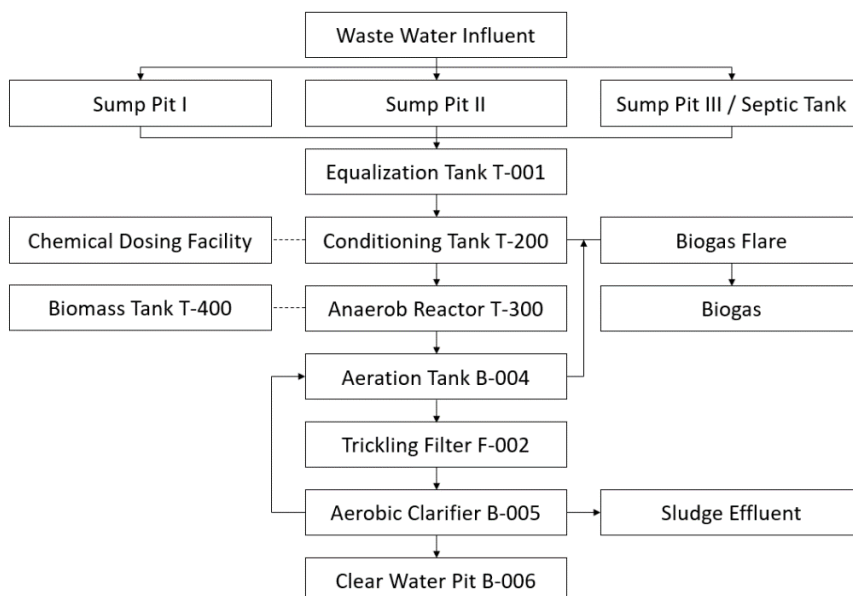 Waste Water Influent
Sump Pit I
Sump Pit II
Sump Pit III / Septic Tank
Equalization Tank T-001
Chemical Dosing Facility
Conditioning Tank T-200
Biogas Flare
Biomass Tank T-400
Anaerob Reactor T-300
Biogas
Aeration Tank B-004
Trickling Filter F-002
Aerobic Clarifier B-005
Sludge Effluent
Clear Water Pit B-006